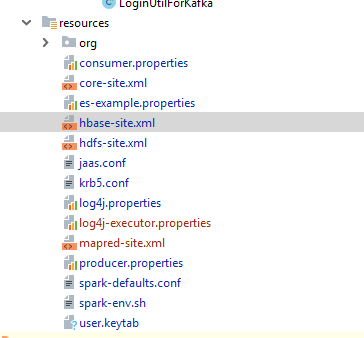 LoginUtilForKafka
resources
org
consumer.properties
core-site.xml
es-example.properties
hbase-site.xml
hdfs-site.xml
jaas.conf
krb5.conf
log4j.properties
log4j-executor.properties
mapred-site.xml
producer.properties
spark-defaults.conf
spark-env.sh
user.keytab